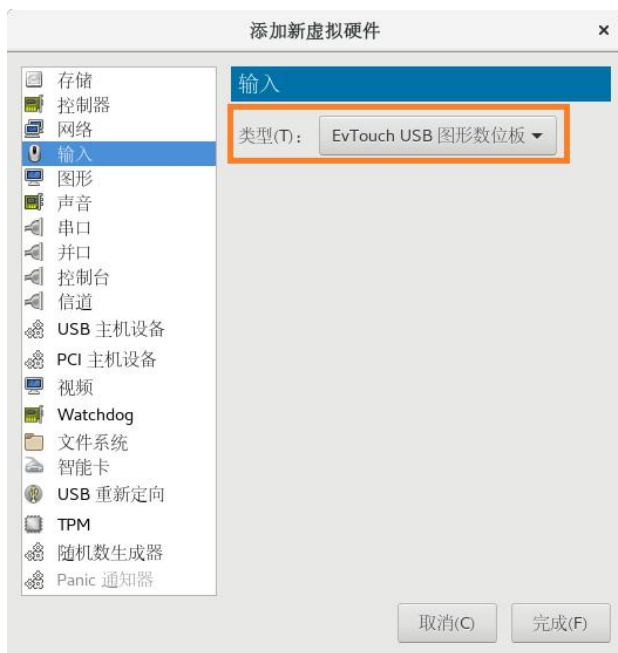 添加新虚拟硬件
×
存储
控制器
网络
输入
图形
声音
串口
并口
控制台
信道
USB 主机设备
PCI 主机设备
视频
Watchdog
文件系统
智能卡
USB 重新定向
TPM
随机数生成器
Panic 通知器
输入
类型(T)： EvTouch USB 图形数位板
取消(C) 完成(F)